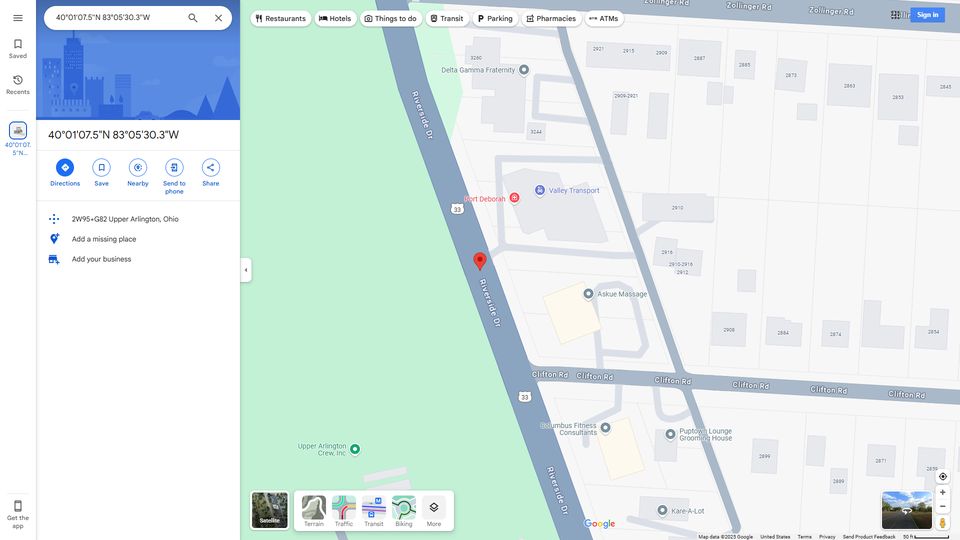 40°01'07.5"N 83°05'30.3"W
Restaurants
Hotels
Things to do
Transit
Parking
Pharmacies
ATMs
Sign in
Saved
Recents
40°01'07.
5"N...
40°01'07.5"N 83°05'30.3"W
Directions
Save
Nearby
Send to
phone
Share
2W95+G82 Upper Arlington, Ohio
Add a missing place
Add your business
Get the
app
Zollinger Rd
Zollinger Rd
Zollinger Rd
3260
Delta Gamma Fraternity
2921
2915
2909
2887
2885
2873
2863
2853
2845
2909-2921
3244
Riverside Dr
Valley Transport
Port Deborah
33
2910
2916
2910-2916
2912
Riverside Dr
Askue Massage
2908
2884
2874
2854
Clifton Rd
Clifton Rd
Clifton Rd
Clifton Rd
Clifton Rd
Clifton Rd
33
Columbus Fitness
Consultants
Puptown Lounge
Grooming House
Upper Arlington
Crew, Inc
2899
2871
2859
2889
Riverside Dr
Kare-A-Lot
Satellite
Terrain
Traffic
Transit
Biking
More
Google
Map data ©2025 Google
United States
Terms
Privacy
Send Product Feedback
50 ft